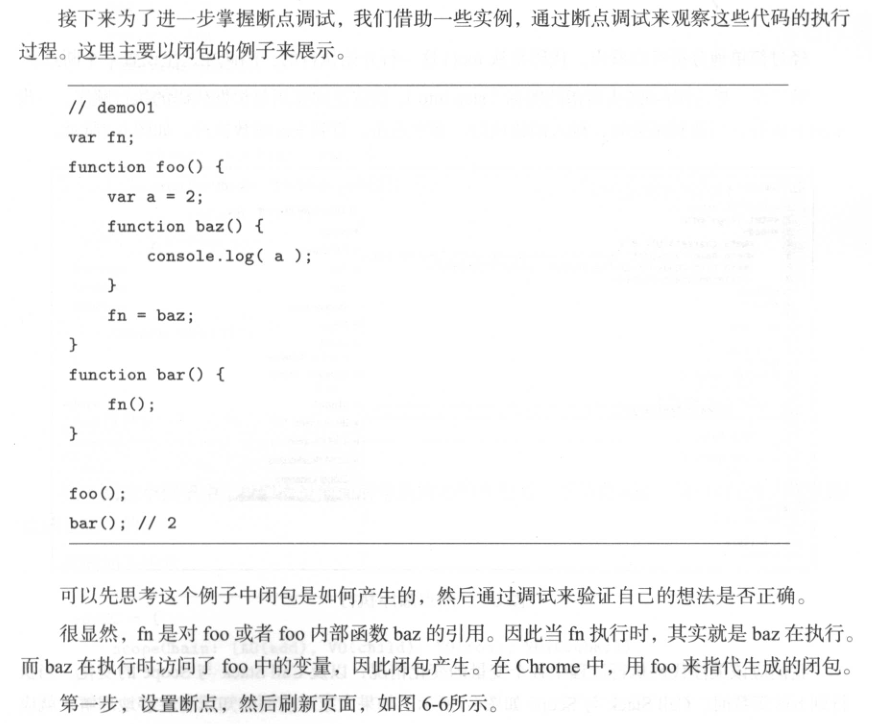 接下来为了进一步掌握断点调试，我们借助一些实例，通过断点调试来观察这些代码的执行
过程。这里主要以闭包的例子来展示。
// demo01
var fn;
function foo() {
    var a = 2;
    function baz() {
        console.log( a );
    }
    fn = baz;
}
function bar() {
    fn();
}
foo();
bar(); // 2
可以先思考这个例子中闭包是如何产生的，然后通过调试来验证自己的想法是否正确。
很显然，fn 是对 foo 或者 foo 内部函数 baz 的引用。因此当 fn 执行时，其实就是 baz 在执行。
而 baz 在执行时访问了 foo 中的变量，因此闭包产生。在 Chrome 中，用 foo 来指代生成的闭包。
第一步，设置断点，然后刷新页面，如图 6-6所示。